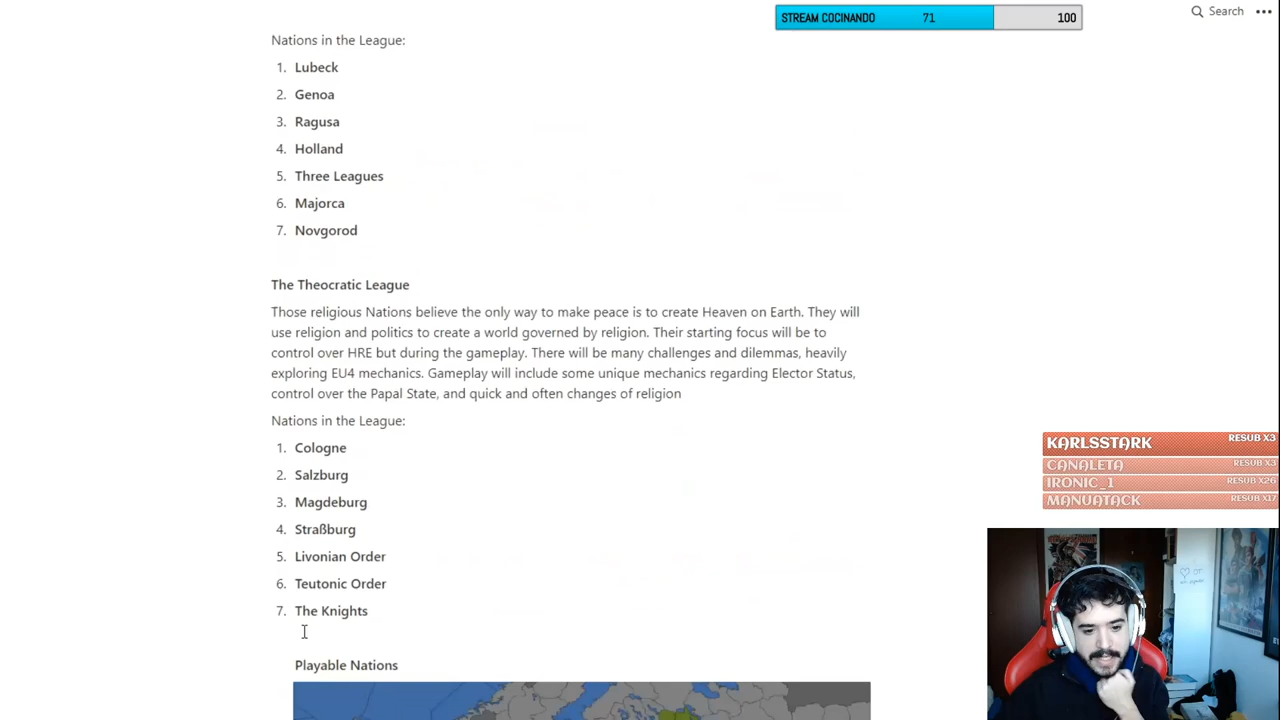 STREAM COCINANDO 71 100
Search
Nations in the League:
1. Lubeck
2. Genoa
3. Ragusa
4. Holland
5. Three Leagues
6. Majorca
7. Novgorod
The Theocratic League
Those religious Nations believe the only way to make peace is to create Heaven on Earth. They will
use religion and politics to create a world governed by religion. Their starting focus will be to
control over HRE but during the gameplay. There will be many challenges and dilemmas, heavily
exploring EU4 mechanics. Gameplay will include some unique mechanics regarding Elector Status,
control over the Papal State, and quick and often changes of religion
Nations in the League:
1. Cologne
2. Salzburg
3. Magdeburg
4. Straßburg
5. Livonian Order
6. Teutonic Order
7. The Knights
Playable Nations
KARLSSTARK RESUB X3
CANALETA RESUB X3
IRONIC_1 RESUB X26
MANUATACK RESUB X17